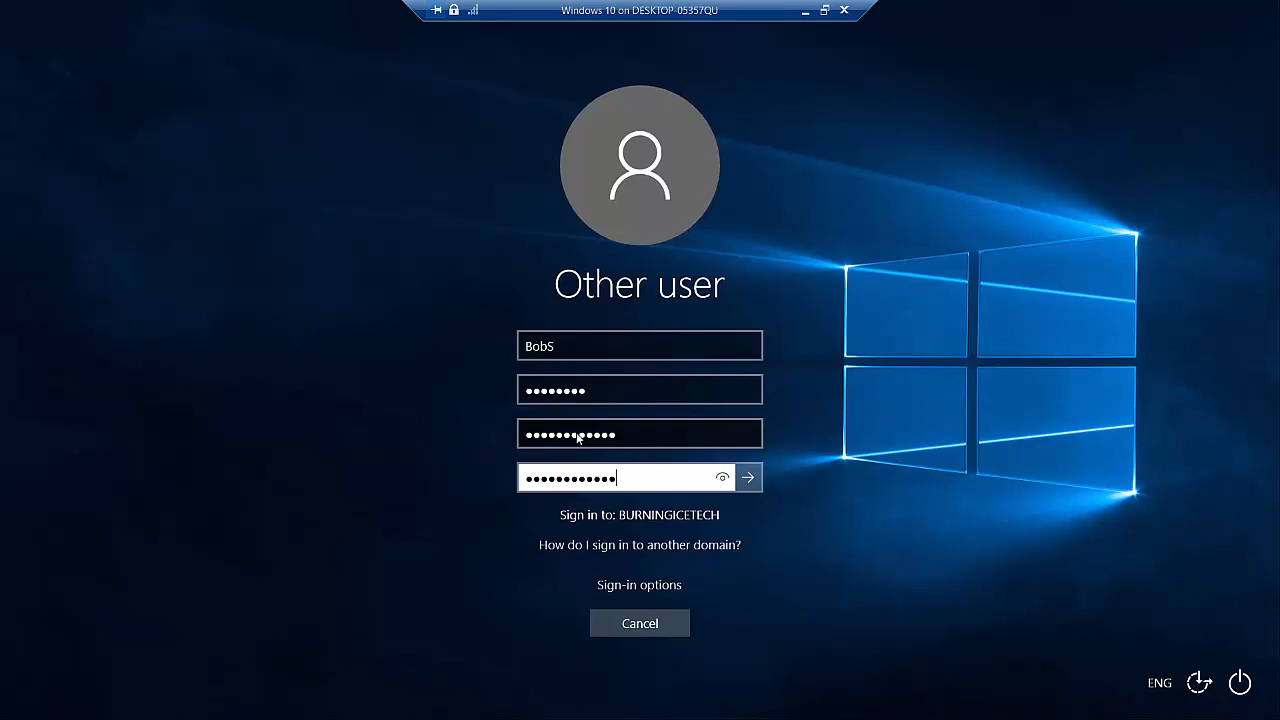 Windows 10 on DESKTOP-05357QU
Other user
BobS
●●●●●●●●
●●●●●●●●●●●●
●●●●●●●●●●●●
Sign in to: BURNINGICETECH
How do I sign in to another domain?
Sign-in options
Cancel
ENG